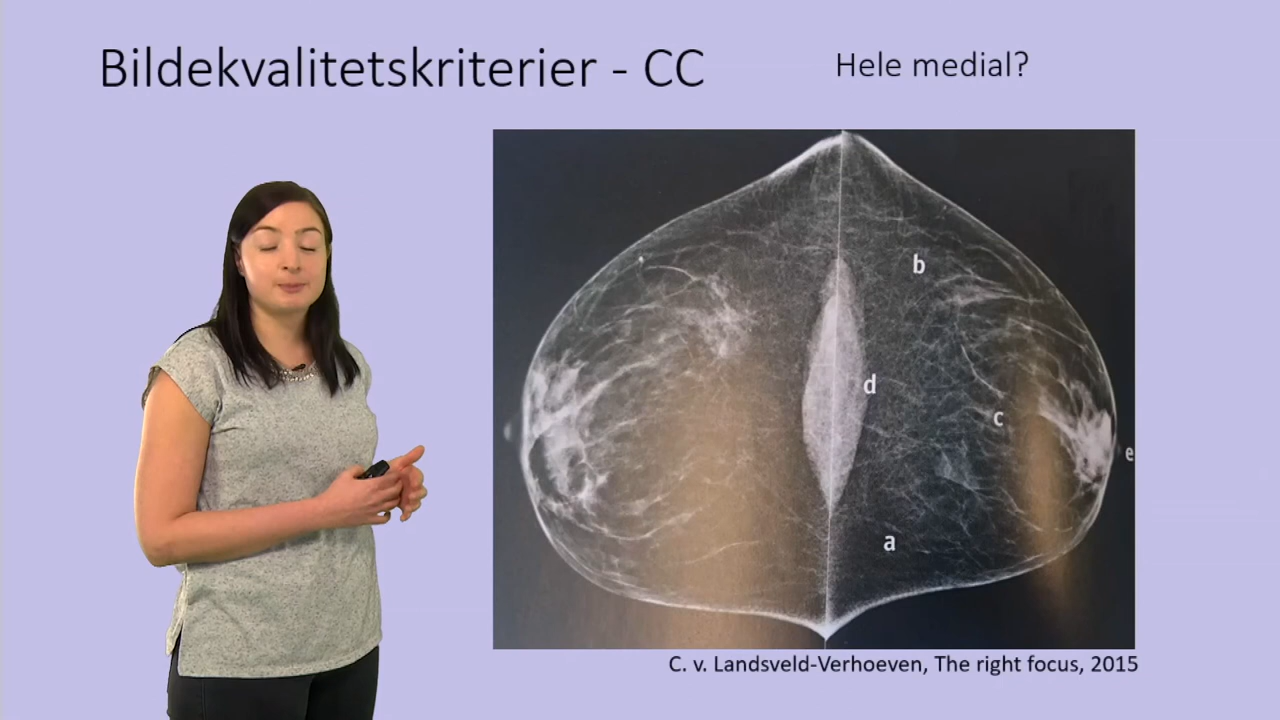 Bildekvalitetskriterier - CC
Hele medial?
b
d
c
e
a
C. v. Landsveld-Verhoeven, The right focus, 2015